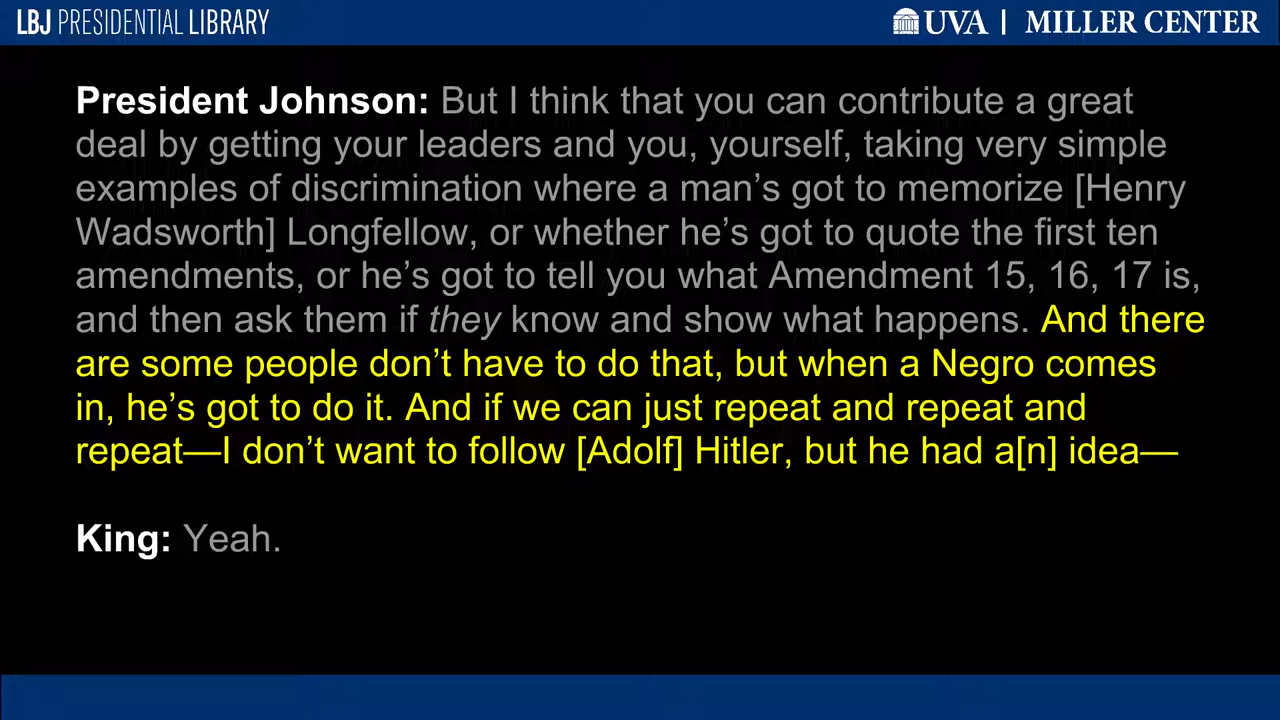 LBJ PRESIDENTIAL LIBRARY
UVA | MILLER CENTER
President Johnson: But I think that you can contribute a great
deal by getting your leaders and you, yourself, taking very simple
examples of discrimination where a man’s got to memorize [Henry
Wadsworth] Longfellow, or whether he’s got to quote the first ten
amendments, or he’s got to tell you what Amendment 15, 16, 17 is,
and then ask them if they know and show what happens. And there
are some people don’t have to do that, but when a Negro comes
in, he’s got to do it. And if we can just repeat and repeat and
repeat—I don’t want to follow [Adolf] Hitler, but he had a[n] idea—
King: Yeah.